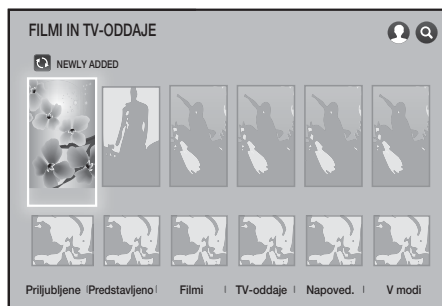 FILMI IN TV-ODDAJE
NEWLY ADDED
Priljubljene Predstavljeno Filmi TV-oddaje Napoved. V modi